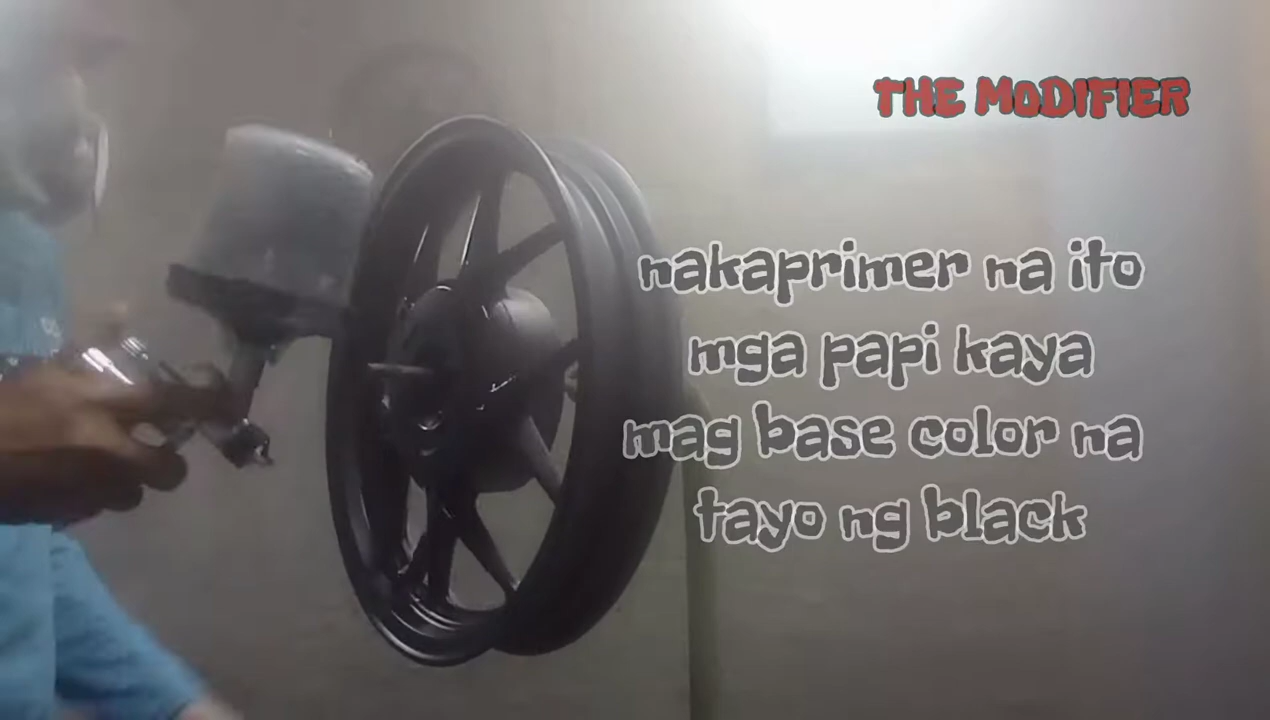 THE MODIFIER
nakaprimer na ito
mga papi kaya
mag base color na
tayo ng black